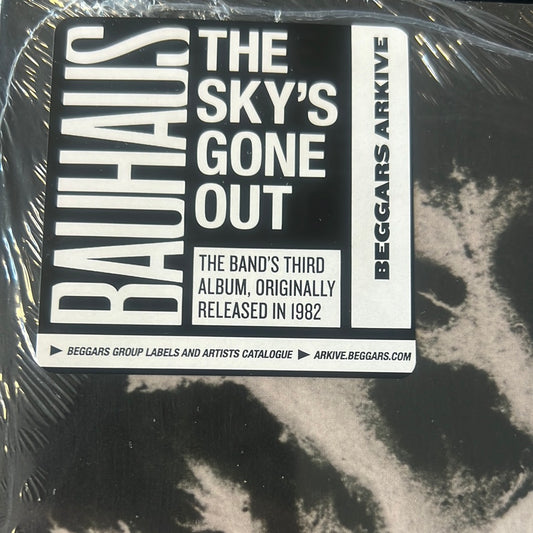 BAUHAUS
THE
SKY'S
GONE
OUT
THE BAND'S THIRD
ALBUM, ORIGINALLY
RELEASED IN 1982
BEGGARS ARKIVE
▶ BEGGARS GROUP LABELS AND ARTISTS CATALOGUE ▶ ARKIVE.BEGGARS.COM